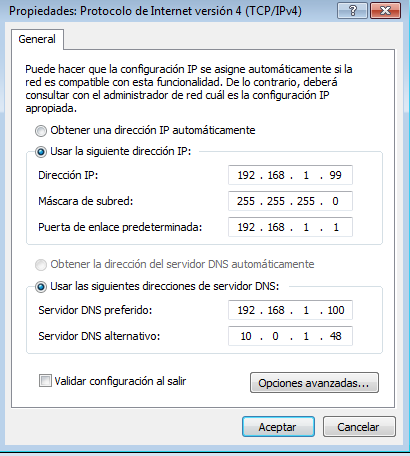 Propiedades: Protocolo de Internet versión 4 (TCP/IPv4)
General
Puede hacer que la configuración IP se asigne automáticamente si la
red es compatible con esta funcionalidad. De lo contrario, deberá
consultar con el administrador de red cuál es la configuración IP
apropiada.
Obtener una dirección IP automáticamente
Usar la siguiente dirección IP:
Dirección IP: 192 . 168 . 1 . 99
Máscara de subred: 255 . 255 . 255 . 0
Puerta de enlace predeterminada: 192 . 168 . 1 . 1
Obtener la dirección del servidor DNS automáticamente
Usar las siguientes direcciones de servidor DNS:
Servidor DNS preferido: 192 . 168 . 1 . 100
Servidor DNS alternativo: 10 . 0 . 1 . 48
Validar configuración al salir
Opciones avanzadas...
Aceptar Cancelar